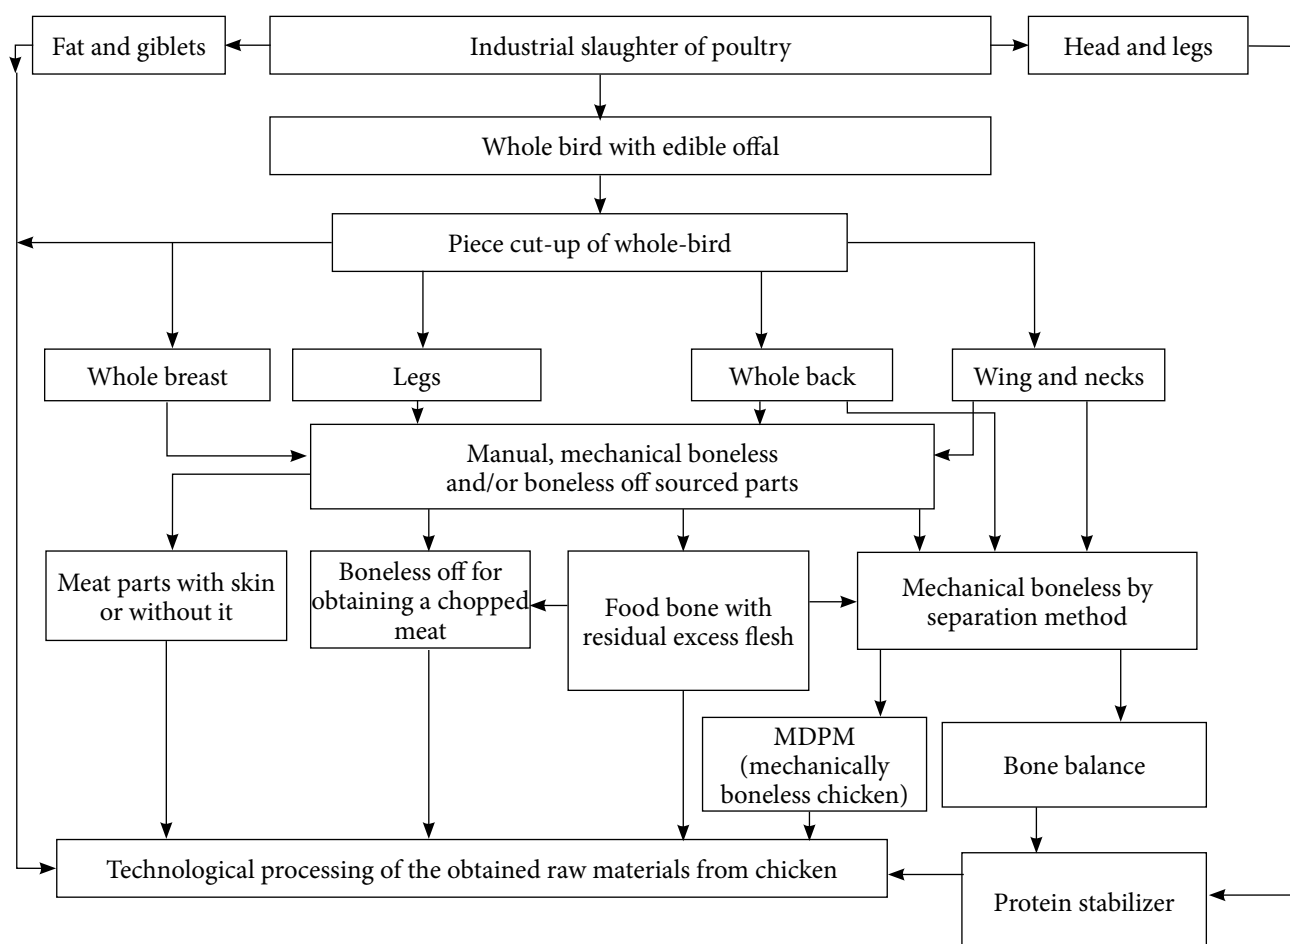 Fat and giblets
Industrial slaughter of poultry
Head and legs
Whole bird with edible offal
Piece cut-up of whole-bird
Whole breast
Legs
Whole back
Wing and necks
Manual, mechanical boneless
and/or boneless off sourced parts
Meat parts with skin
or without it
Boneless off for
obtaining a chopped
meat
Food bone with
residual excess flesh
Mechanical boneless by
separation method
MDPM
(mechanically
boneless chicken)
Bone balance
Technological processing of the obtained raw materials from chicken
Protein stabilizer